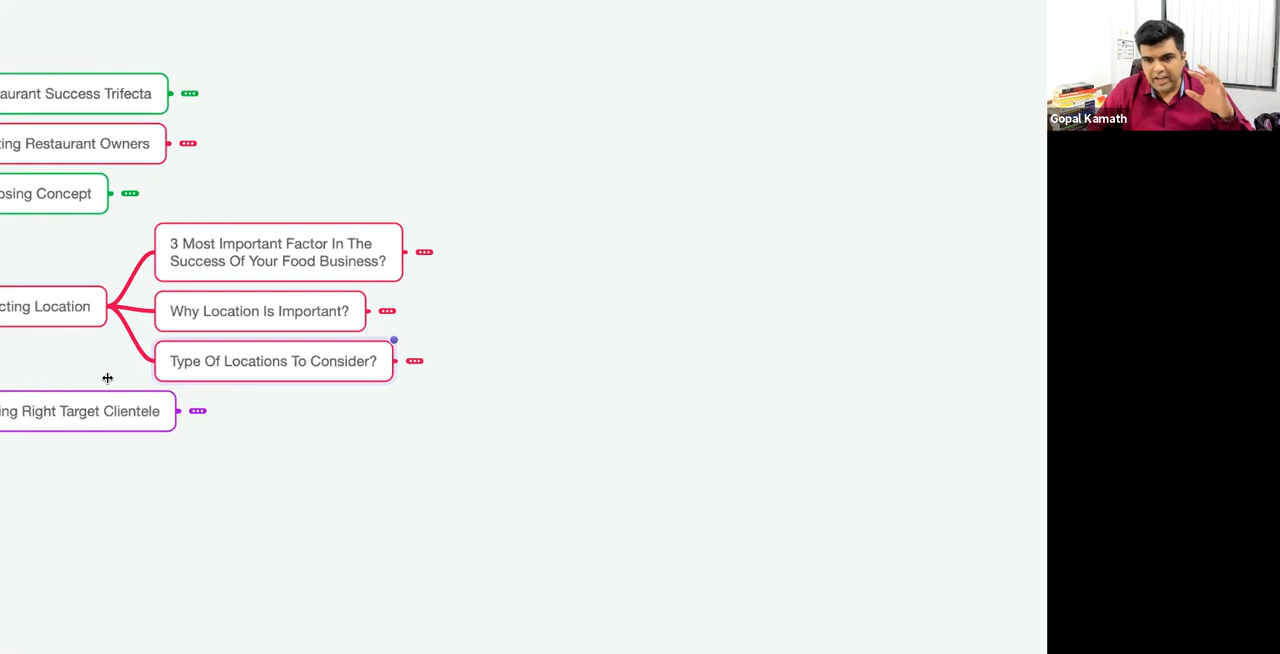 aurant Success Trifecta
ting Restaurant Owners
osing Concept
3 Most Important Factor In The
Success Of Your Food Business?
Why Location Is Important?
cting Location
Type Of Locations To Consider?
ing Right Target Clientele
Gopal Kamath